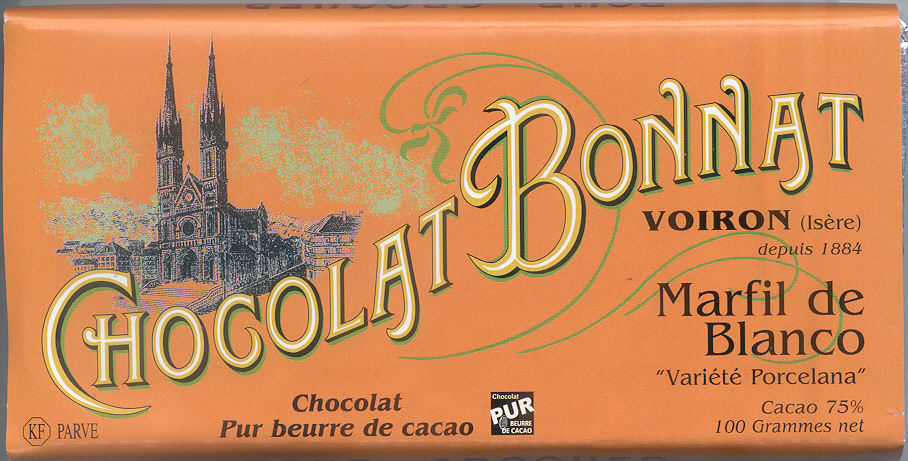 CHOCOLAT BONNAT
VOIRON (Isère)
depuis 1884
Marfil de
Blanco
"Variété Porcelana"
Cacao 75%
100 Grammes net
Chocolat
Pur beurre de cacao
Chocolat
PUR
BEURRE
DE CACAO
KF PARVE